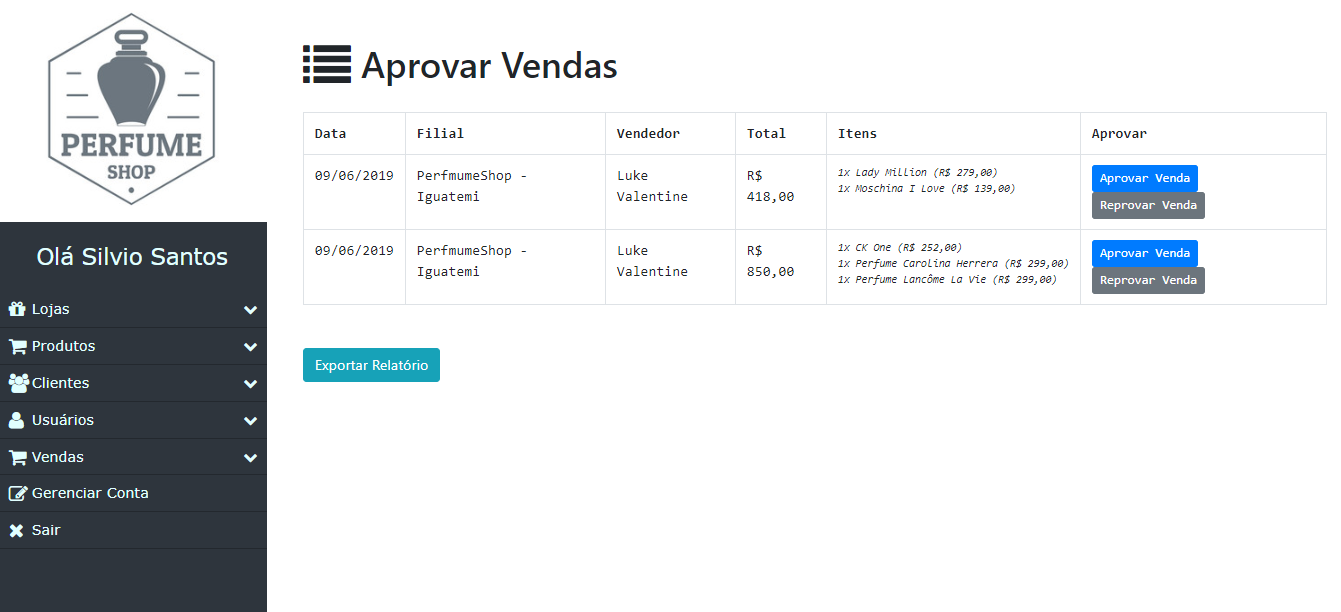 PERFUME
SHOP
Olá Silvio Santos
Lojas
Produtos
Clientes
Usuários
Vendas
Gerenciar Conta
Sair
Aprovar Vendas
Data Filial Vendedor Total Itens Aprovar
09/06/2019 PerfmumeShop - Iguatemi Luke Valentine R$ 418,00
1x Lady Million (R$ 279,00)
1x Moschina I Love (R$ 139,00)
Aprovar Venda
Reprovar Venda
09/06/2019 PerfmumeShop - Iguatemi Luke Valentine R$ 850,00
1x CK One (R$ 252,00)
1x Perfume Carolina Herrera (R$ 299,00)
1x Perfume Lancôme La Vie (R$ 299,00)
Aprovar Venda
Reprovar Venda
Exportar Relatório